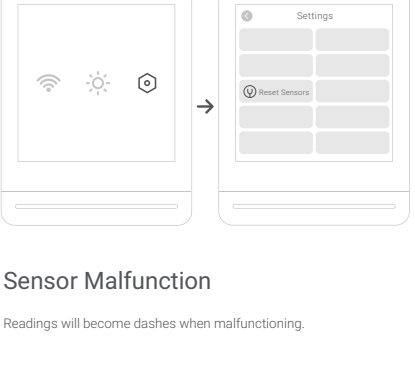 Settings
Reset Sensors
Sensor Malfunction
Readings will become dashes when malfunctioning.